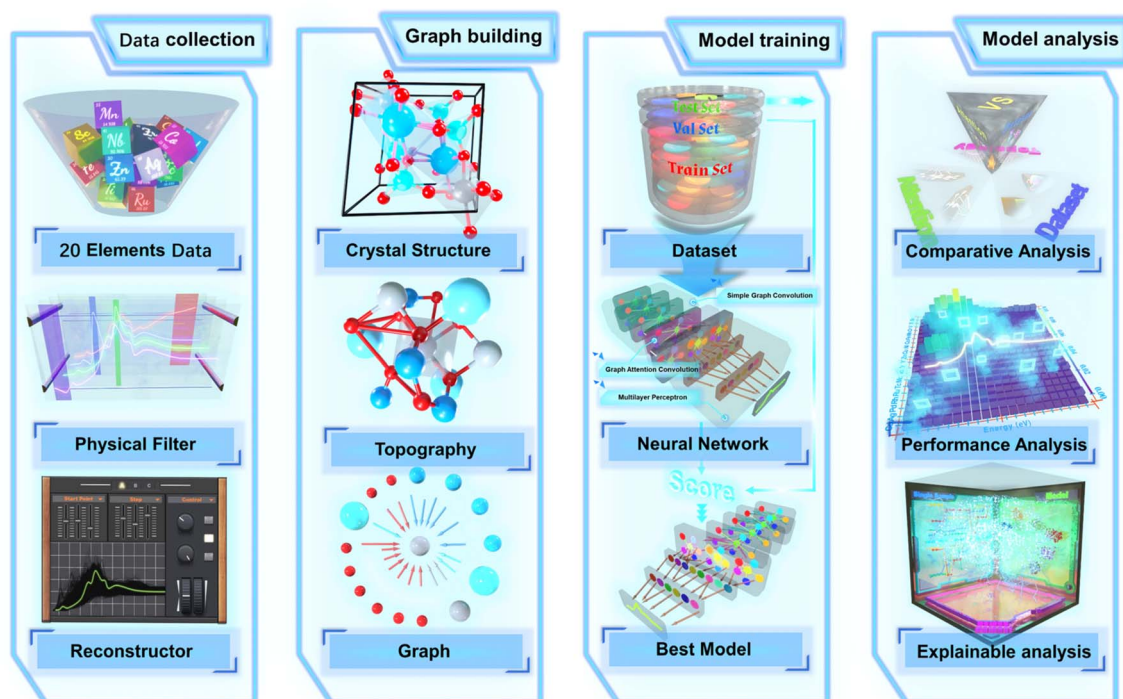 Data collection
Mn
Nb
Zn
Ag
Ru
20 Elements Data
Physical Filter
Start Point
Step
Control
Reconstructor
Graph building
Crystal Structure
Topography
Graph
Model training
Test Set
Val Set
Train Set
Dataset
Simple Graph Convolution
Graph Attention Convolution
Multilayer Perceptron
Neural Network
Score
Best Model
Model analysis
VS
Dataset
Comparative Analysis
Energy (eV)
Performance Analysis
Model
Explainable analysis